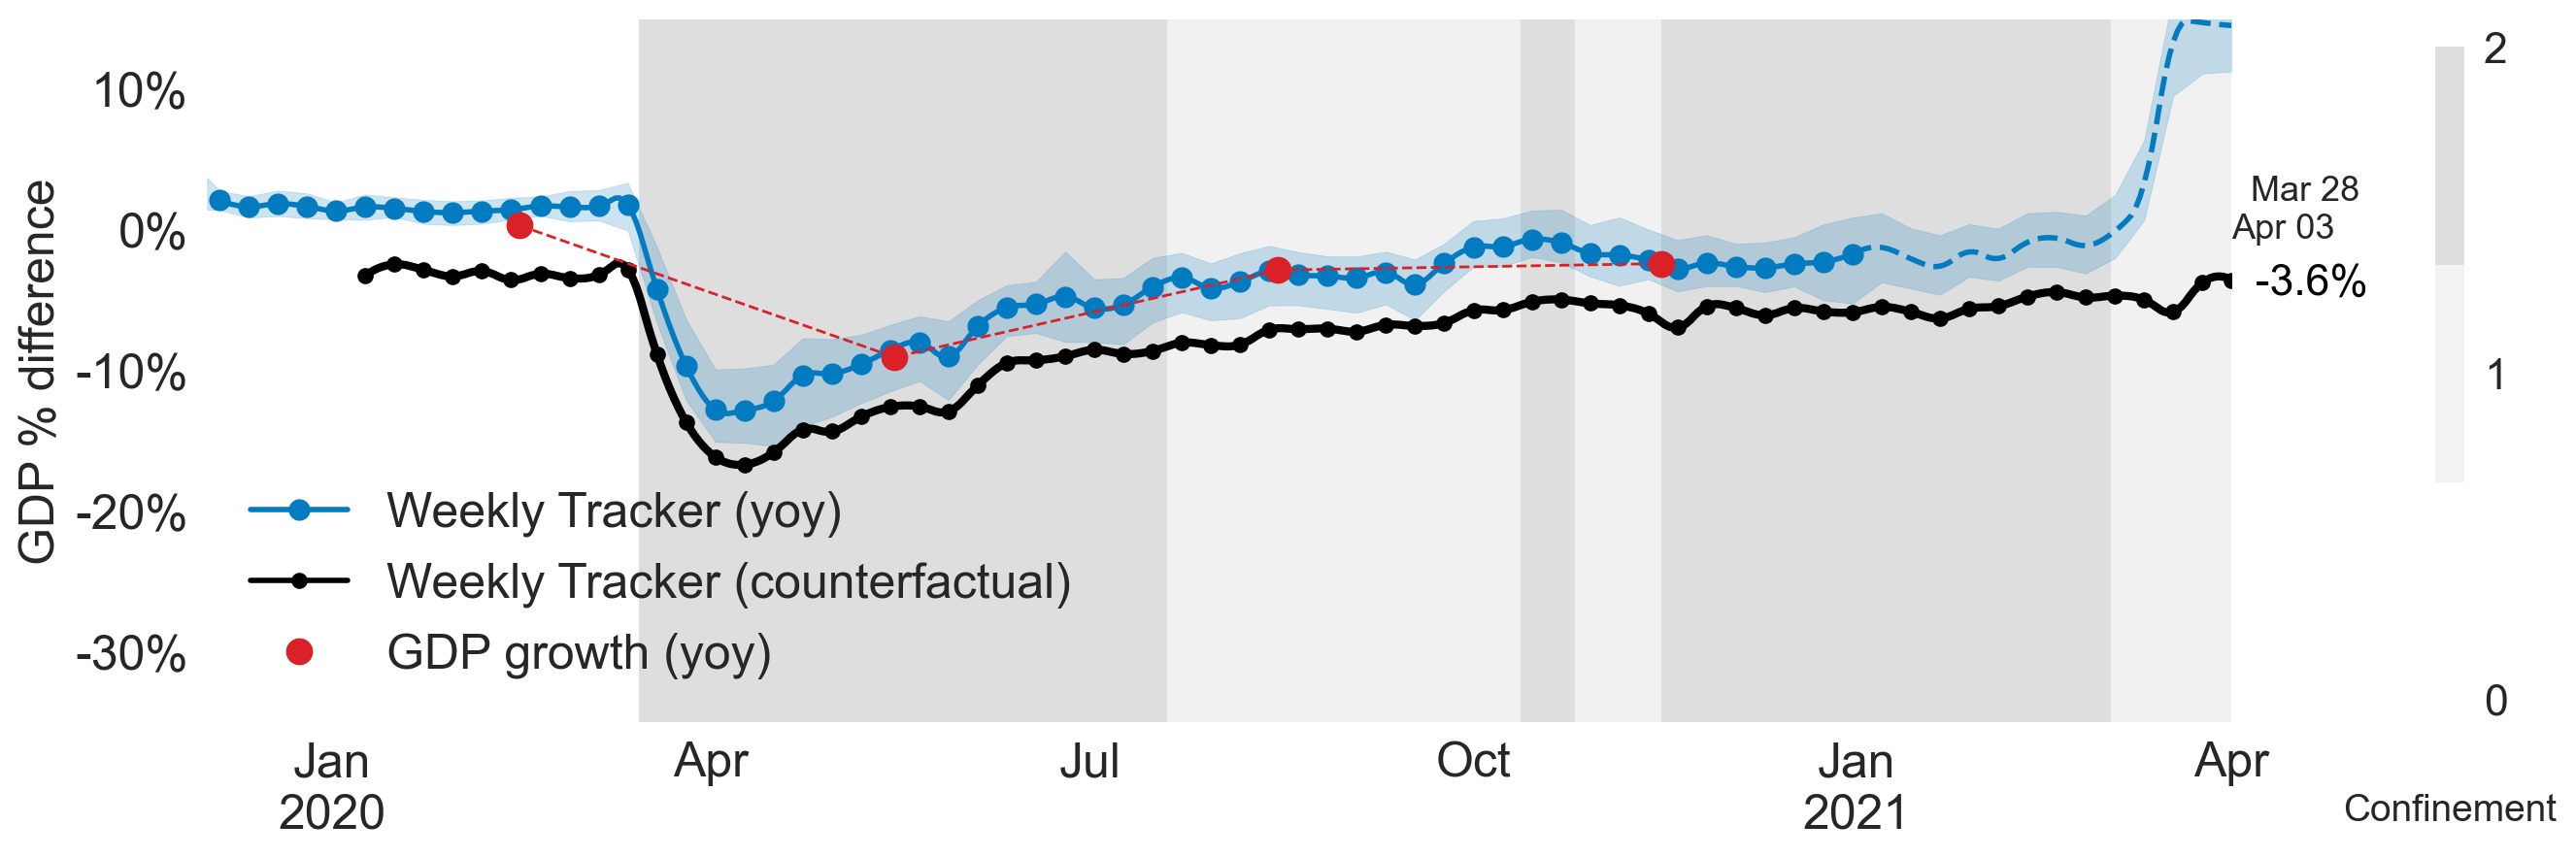 GDP % difference
10%
0%
-10%
-20%
-30%
Weekly Tracker (yoy)
Weekly Tracker (counterfactual)
GDP growth (yoy)
Mar 28
Apr 03
-3.6%
Jan
2020
Apr
Jul
Oct
Jan
2021
Apr
2
1
0
Confinement